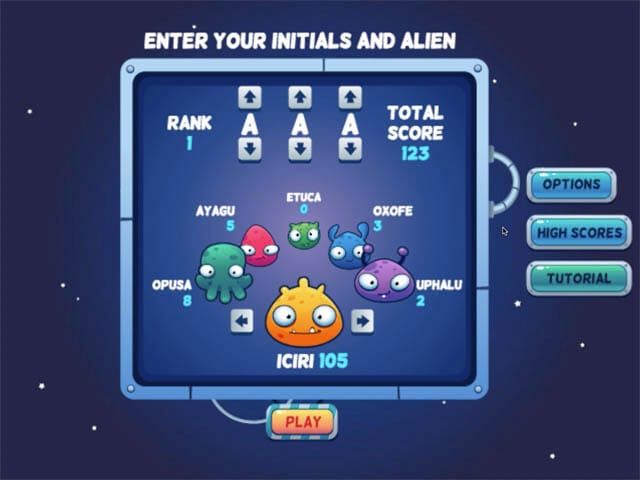 ENTER YOUR INITIALS AND ALIEN
RANK
1
A A A
TOTAL
SCORE
123
ETUCA
0
AYAGU
5
OXOFE
3
OPUSA
8
UPHALU
2
ICIRI 105
OPTIONS
HIGH SCORES
TUTORIAL
PLAY